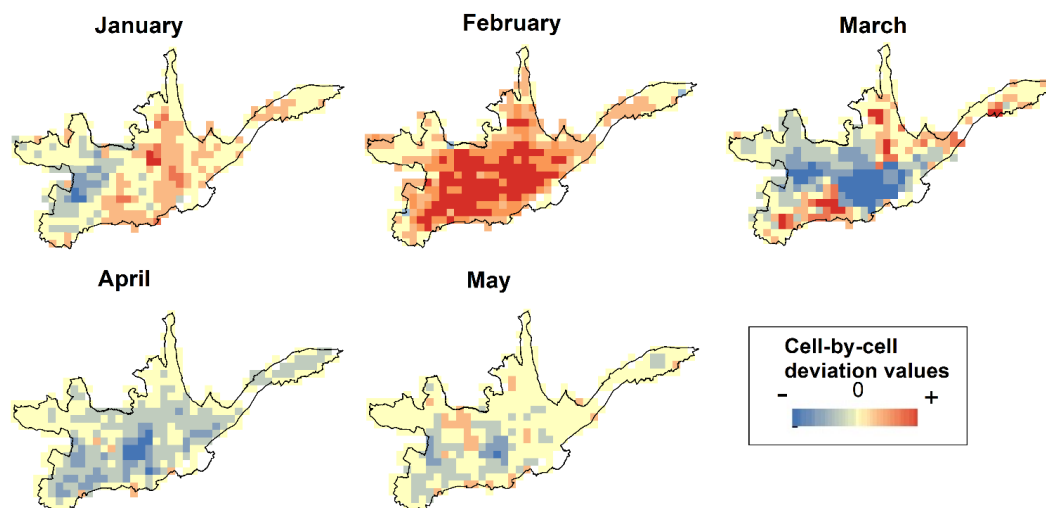 January
February
March
April
May
Cell-by-cell
deviation values
- 0 +